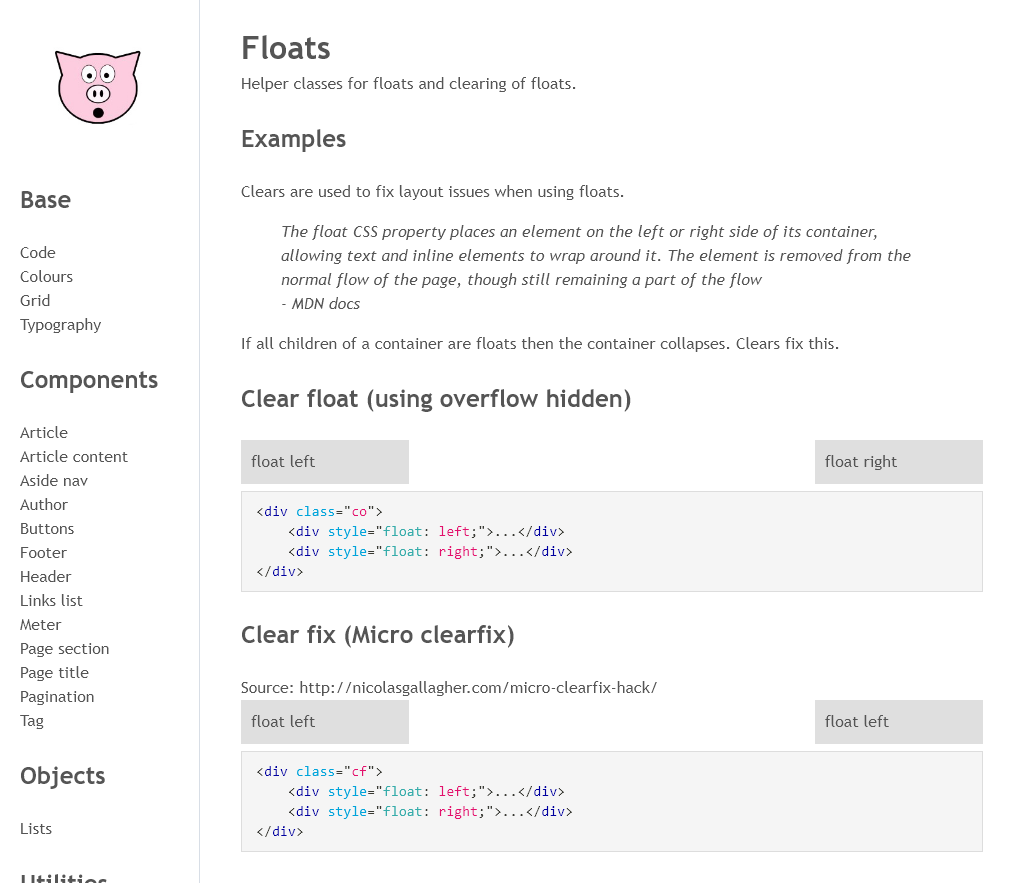 Base
Code
Colours
Grid
Typography
Components
Article
Article content
Aside nav
Author
Buttons
Footer
Header
Links list
Meter
Page section
Page title
Pagination
Tag
Objects
Lists
Utilities
Floats
Helper classes for floats and clearing of floats.
Examples
Clears are used to fix layout issues when using floats.
The float CSS property places an element on the left or right side of its container,
allowing text and inline elements to wrap around it. The element is removed from the
normal flow of the page, though still remaining a part of the flow
- MDN docs
If all children of a container are floats then the container collapses. Clears fix this.
Clear float (using overflow hidden)
float left
float right
<div class="co">
    <div style="float: left;">...</div>
    <div style="float: right;">...</div>
</div>
Clear fix (Micro clearfix)
Source: http://nicolasgallagher.com/micro-clearfix-hack/
float left
float left
<div class="cf">
    <div style="float: left;">...</div>
    <div style="float: right;">...</div>
</div>